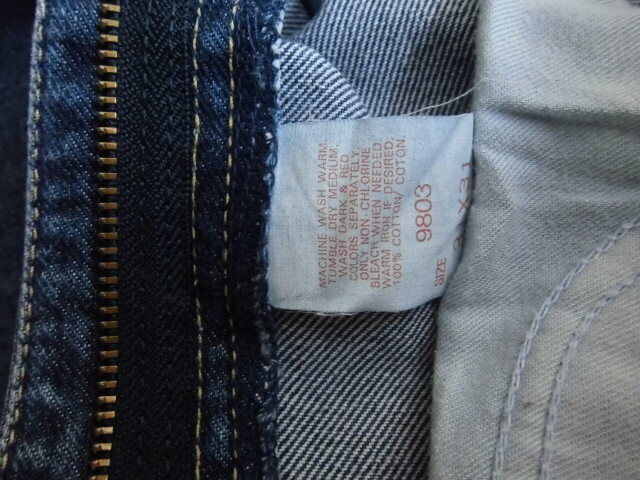 MACHINE WASH WARM.
TUMBLE DRY MEDIUM.
WASH DARK & RED
COLORS SEPARATELY.
ONLY NON-CHLORINE
BLEACH WHEN NEEDED.
WARM IRON IF DESIRED.
100% COTTON/COTON.
9803
SIZE X31